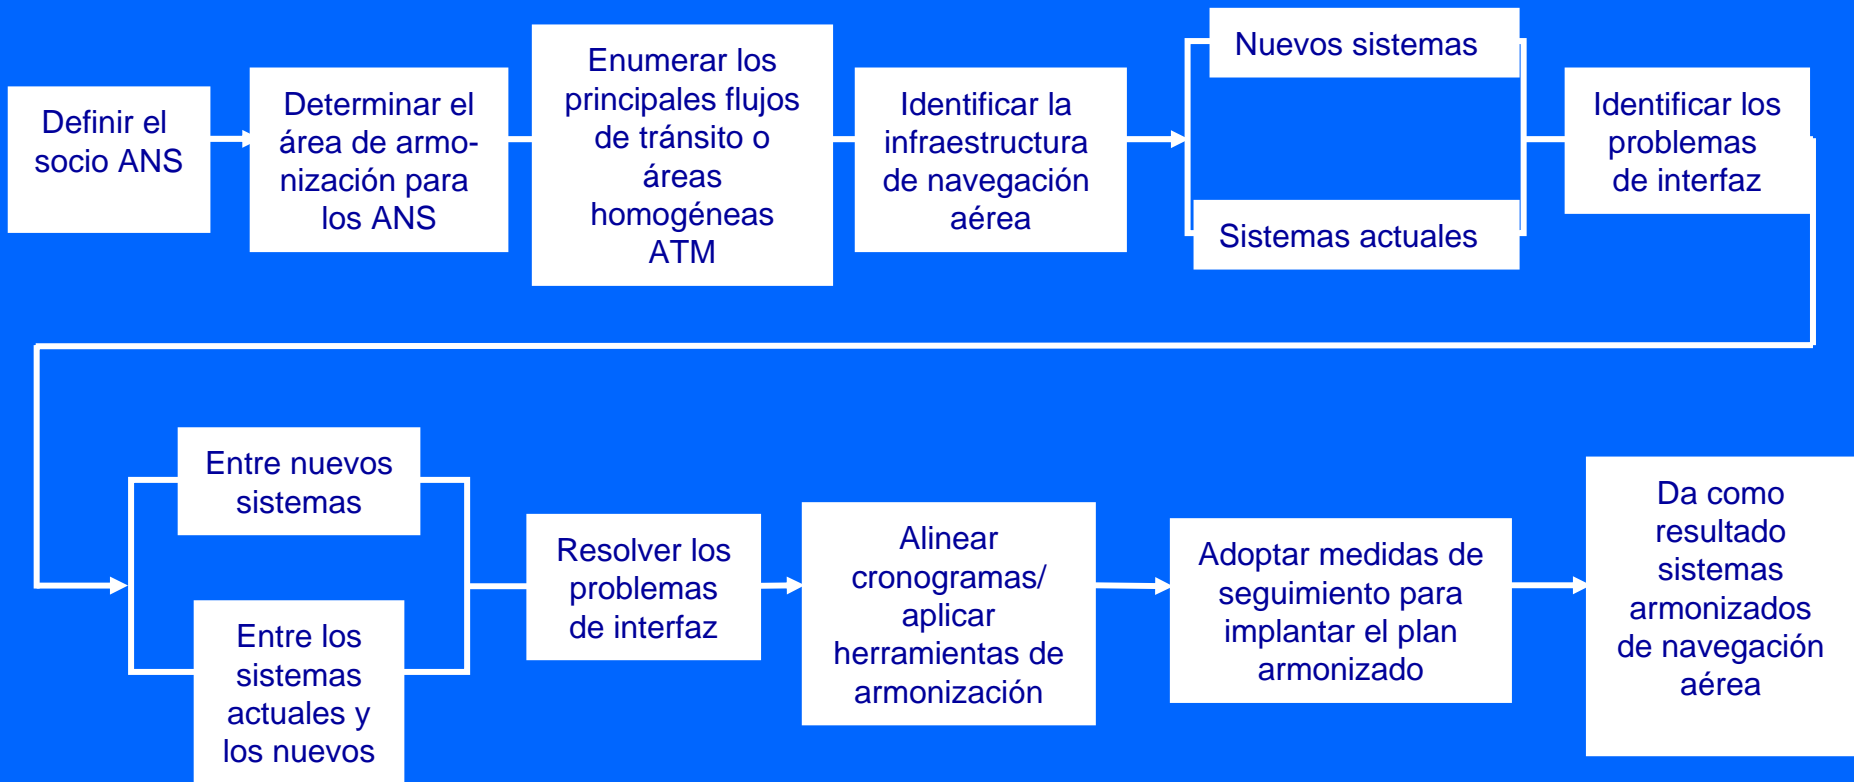 Definir el
socio ANS
Determinar el
área de armo-
nización para
los ANS
Enumerar los
principales flujos
de tránsito o
áreas
homogéneas
ATM
Identificar la
infraestructura
de navegación
aérea
Nuevos sistemas
Sistemas actuales
Identificar los
problemas
de interfaz
Entre nuevos
sistemas
Entre los
sistemas
actuales y
los nuevos
Resolver los
problemas
de interfaz
Alinear
cronogramas/
aplicar
herramientas de
armonización
Adoptar medidas de
seguimiento para
implantar el plan
armonizado
Da como
resultado
sistemas
armonizados
de navegación
aérea